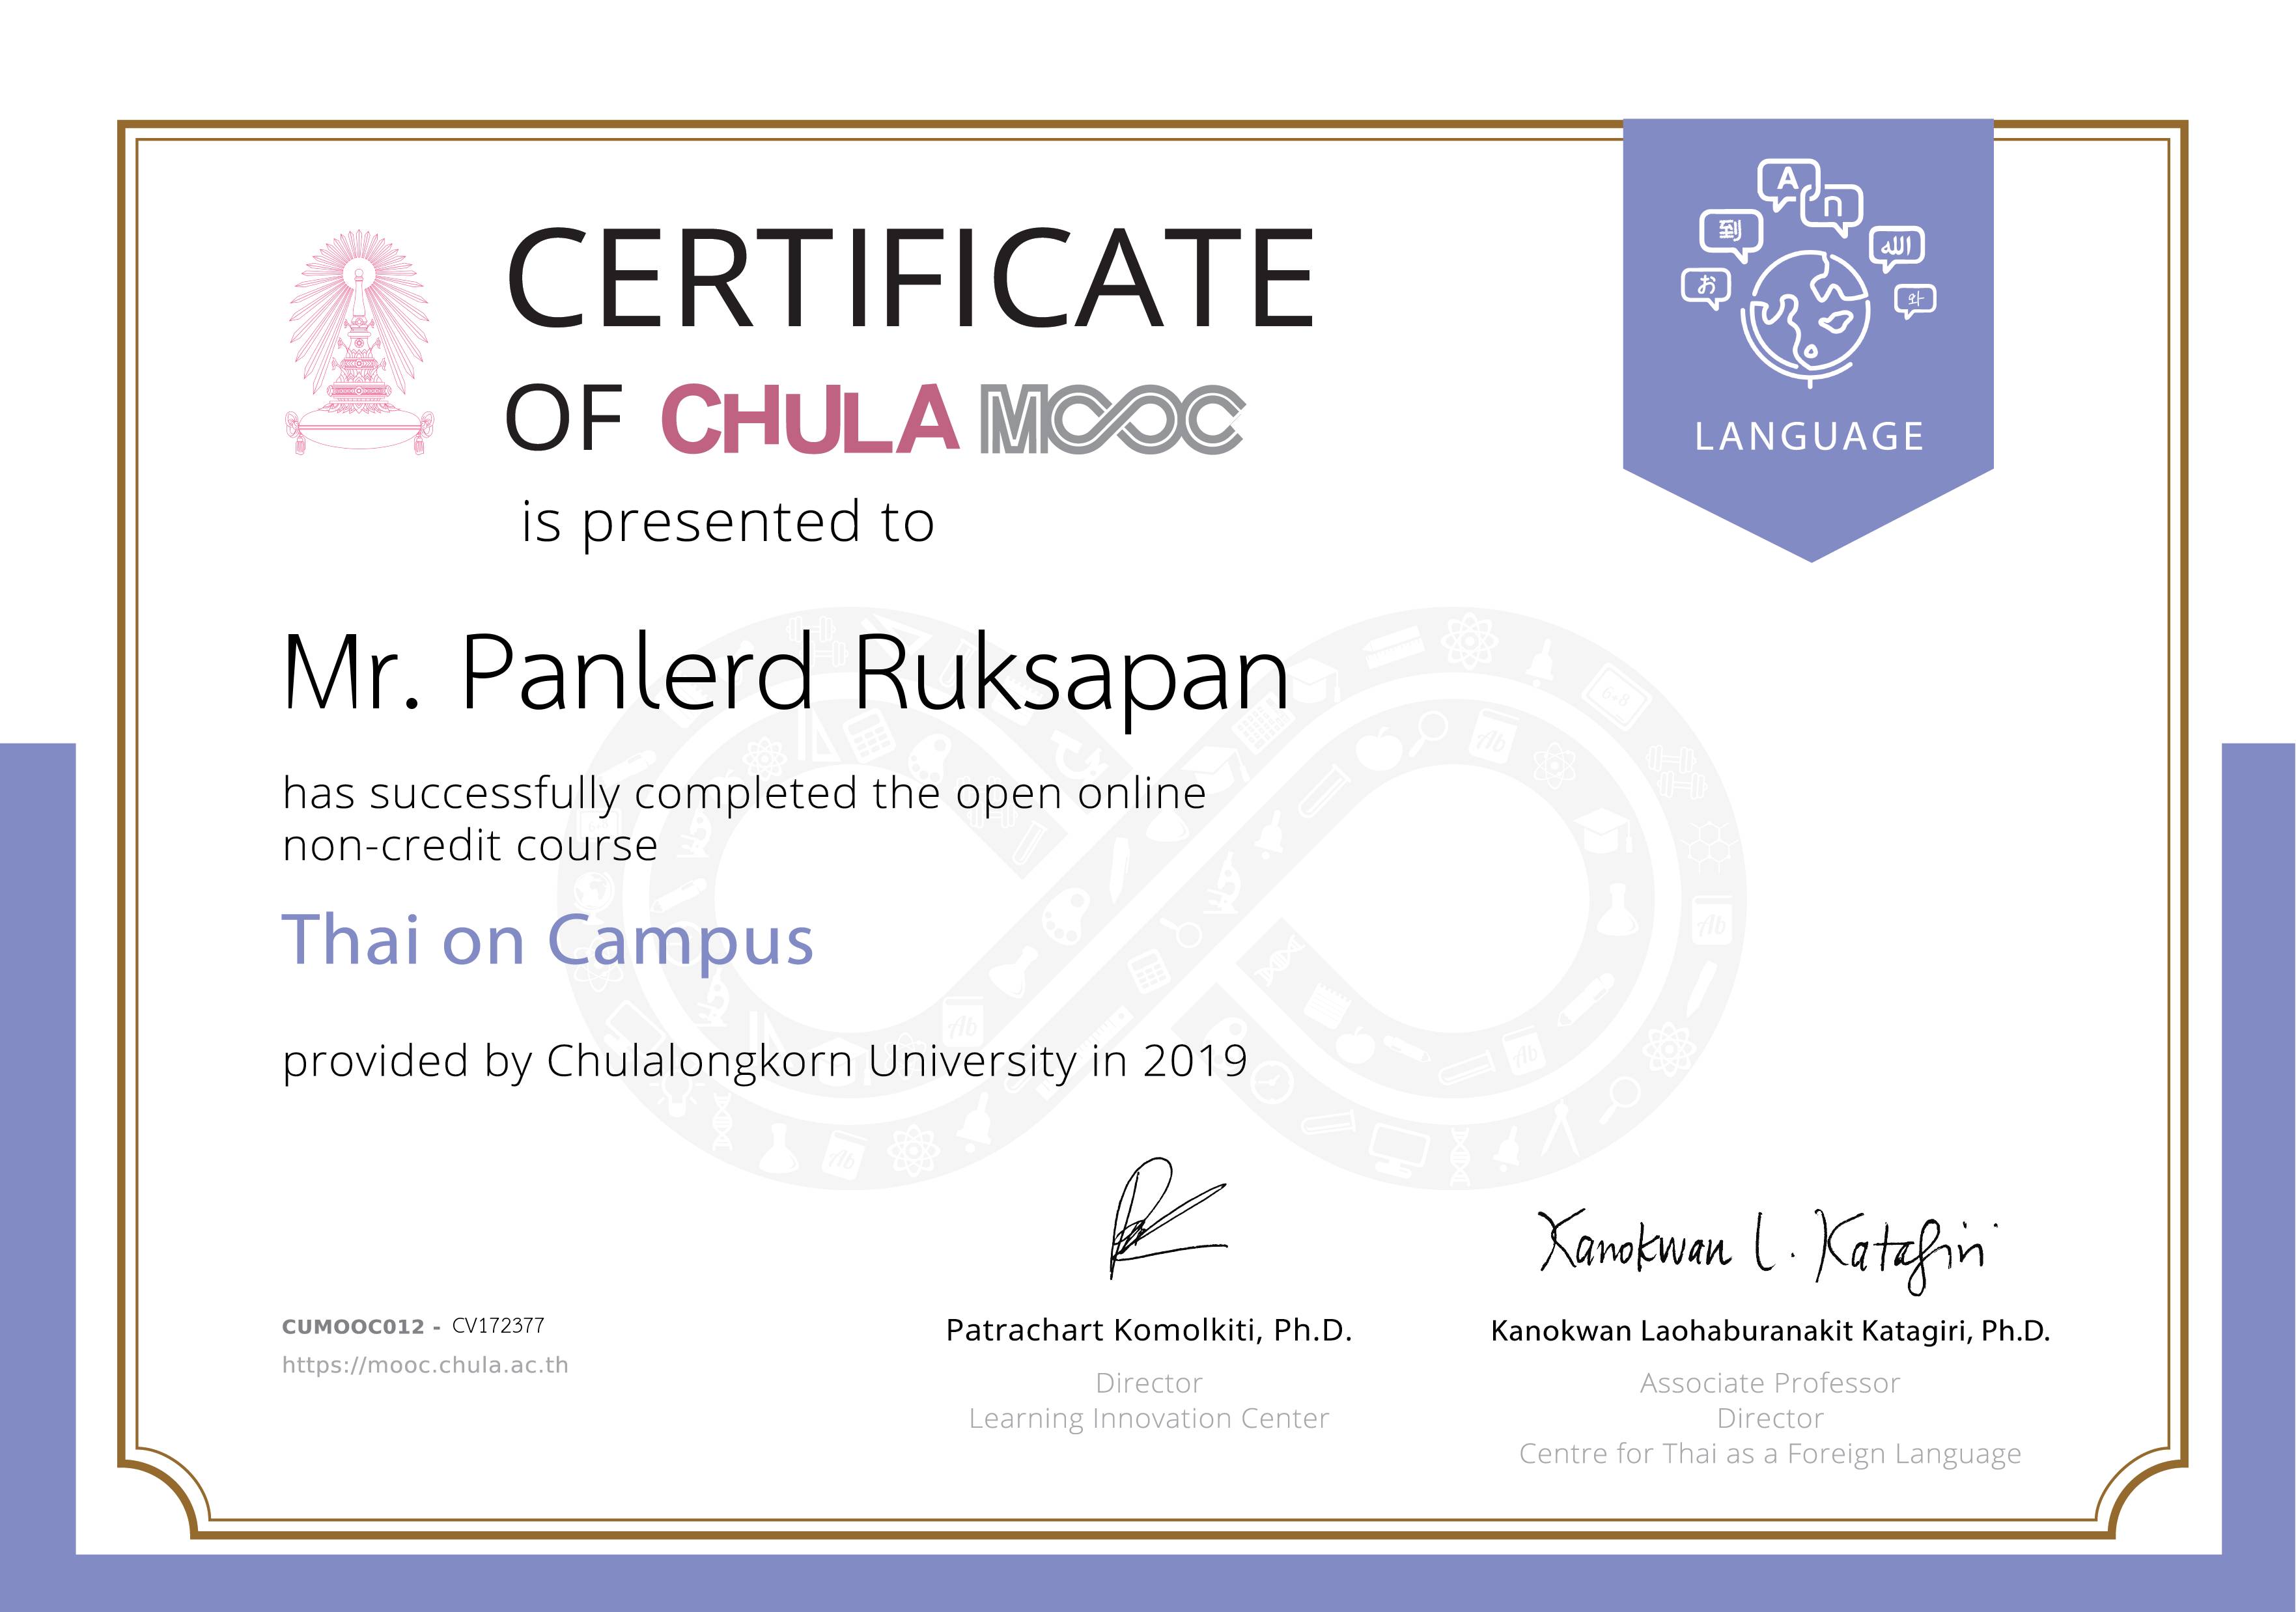 CERTIFICATE
OF CHULA MOOC
is presented to
A
ก
到
الله
お
와
LANGUAGE
Mr. Panlerd Ruksapan
has successfully completed the open online
non-credit course
Thai on Campus
provided by Chulalongkorn University in 2019
Kanokwan L. Katagiri
CUMOOC012 - CV172377
https://mooc.chula.ac.th
Patrachart Komolkiti, Ph.D.
Director
Learning Innovation Center
Kanokwan Laohaburanakit Katagiri, Ph.D.
Associate Professor
Director
Centre for Thai as a Foreign Language